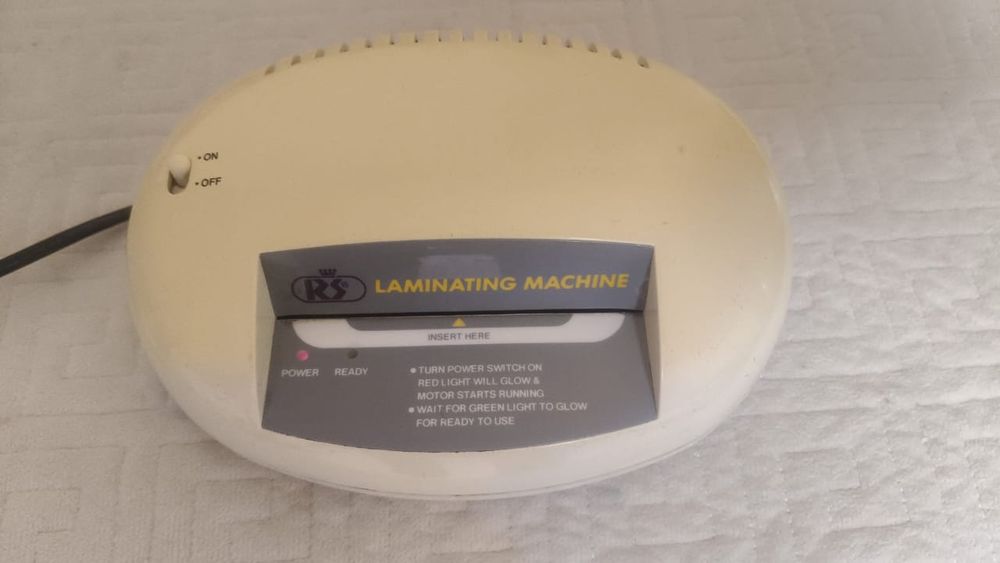 • ON
• OFF
RS LAMINATING MACHINE
INSERT HERE
POWER READY
• TURN POWER SWITCH ON
RED LIGHT WILL GLOW &
MOTOR STARTS RUNNING
• WAIT FOR GREEN LIGHT TO GLOW
FOR READY TO USE